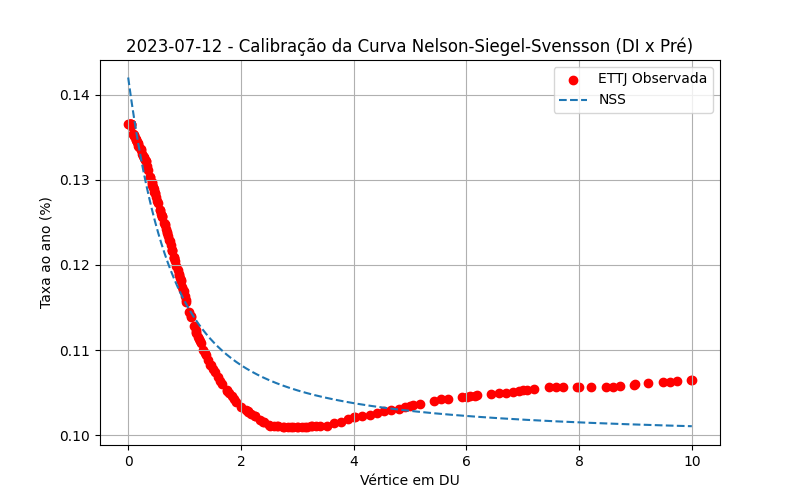 2023-07-12 - Calibração da Curva Nelson-Siegel-Svensson (DI x Pré)
ETTJ Observada
NSS
Taxa ao ano (%)
0.14
0.13
0.12
0.11
0.10
0 2 4 6 8 10
Vértice em DU